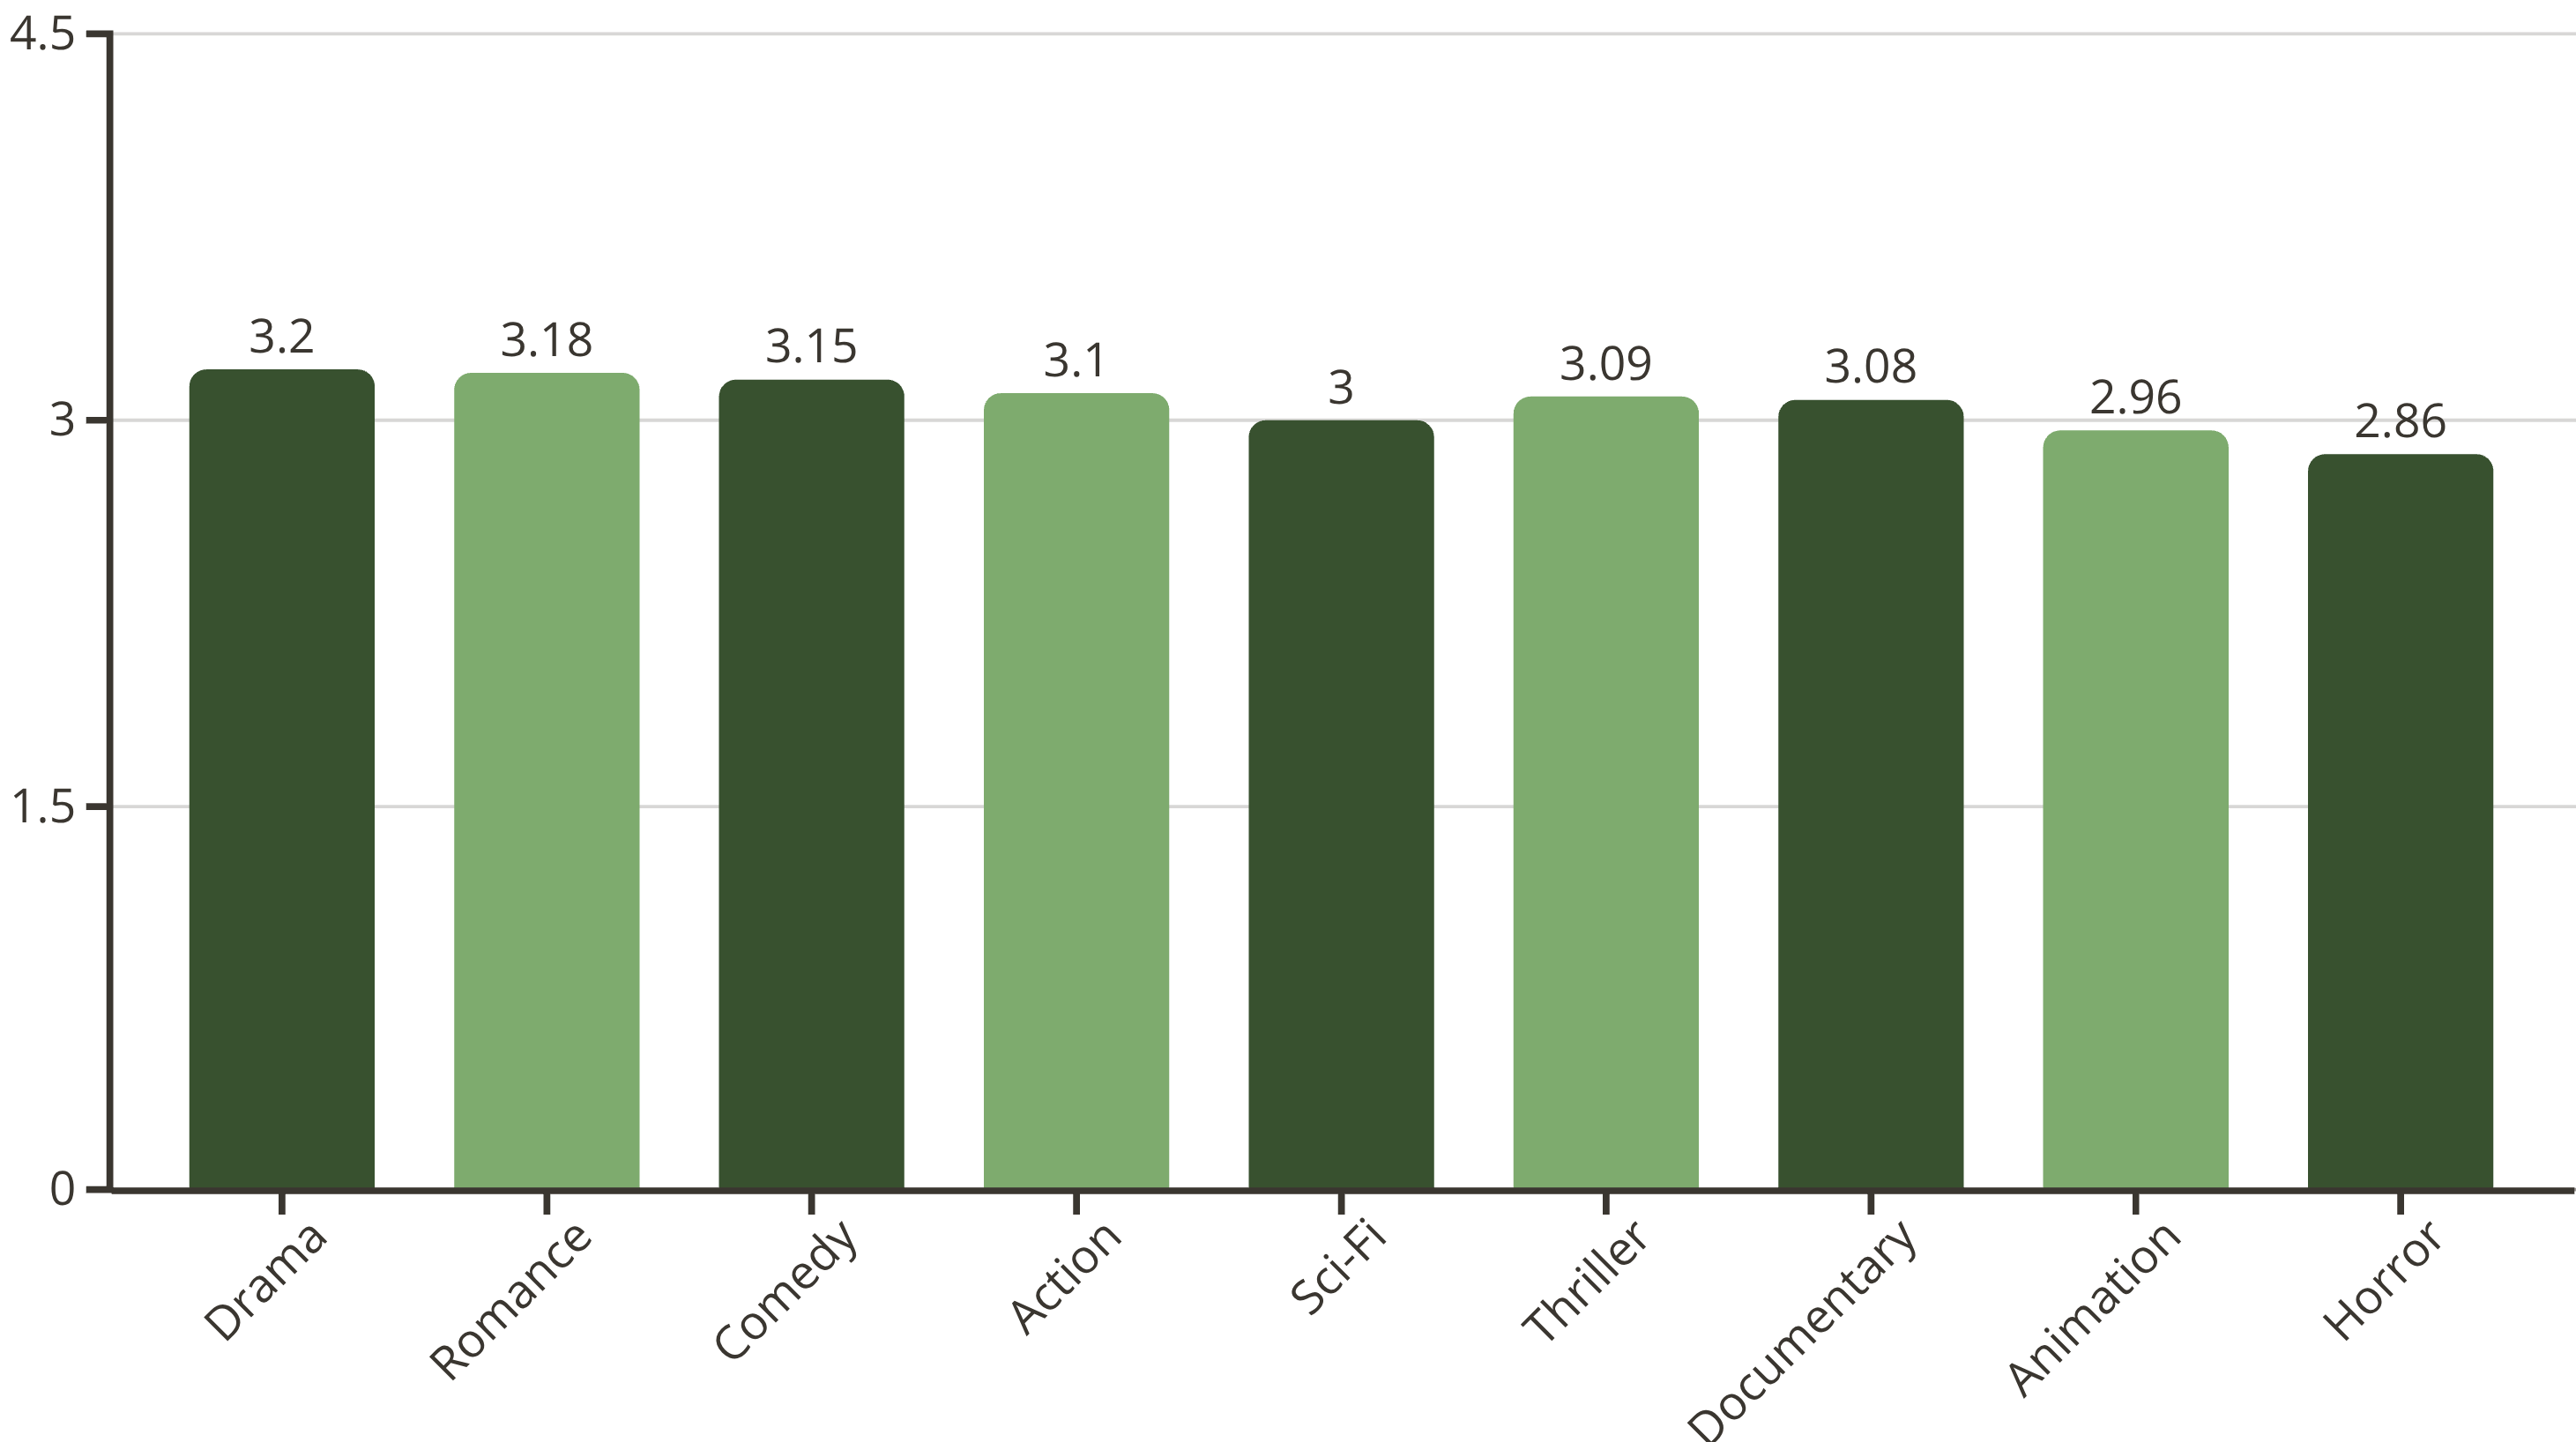 4.5
3
1.5
0
3.2
3.18
3.15
3.1
3
3.09
3.08
2.96
2.86
Drama
Romance
Comedy
Action
Sci-Fi
Thriller
Documentary
Animation
Horror